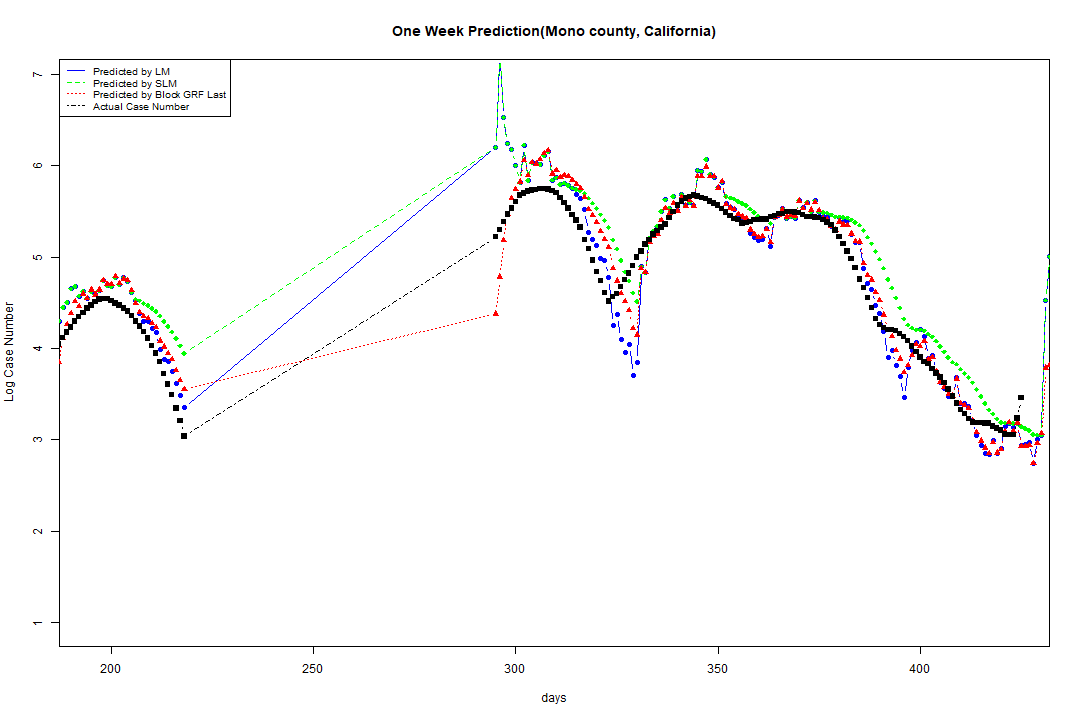 One Week Prediction(Mono county, California)
Predicted by LM
Predicted by SLM
Predicted by Block GRF Last
Actual Case Number
7
6
5
4
3
2
1
Log Case Number
200 250 300 350 400
days